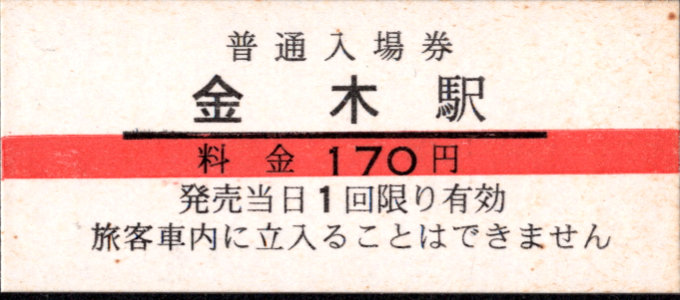 普通入場券
金木駅
料金170円
発売当日1回限り有効
旅客車内に立入ることはできません